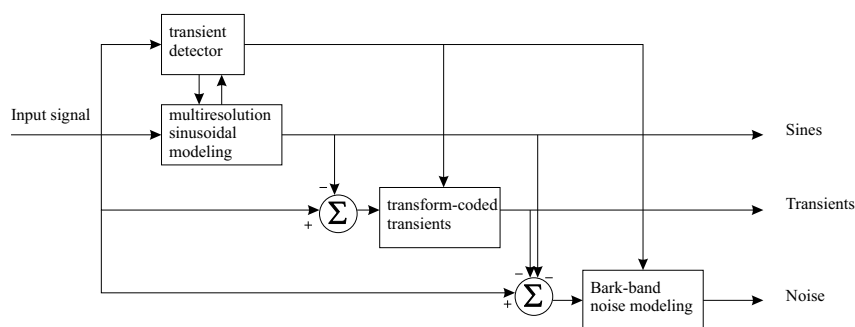 transient
detector
Input signal
multiresolution
sinusoidal
modeling
Sines
−
Σ
+
transform-coded
transients
Transients
−
−
Σ
+
Bark-band
noise modeling
Noise